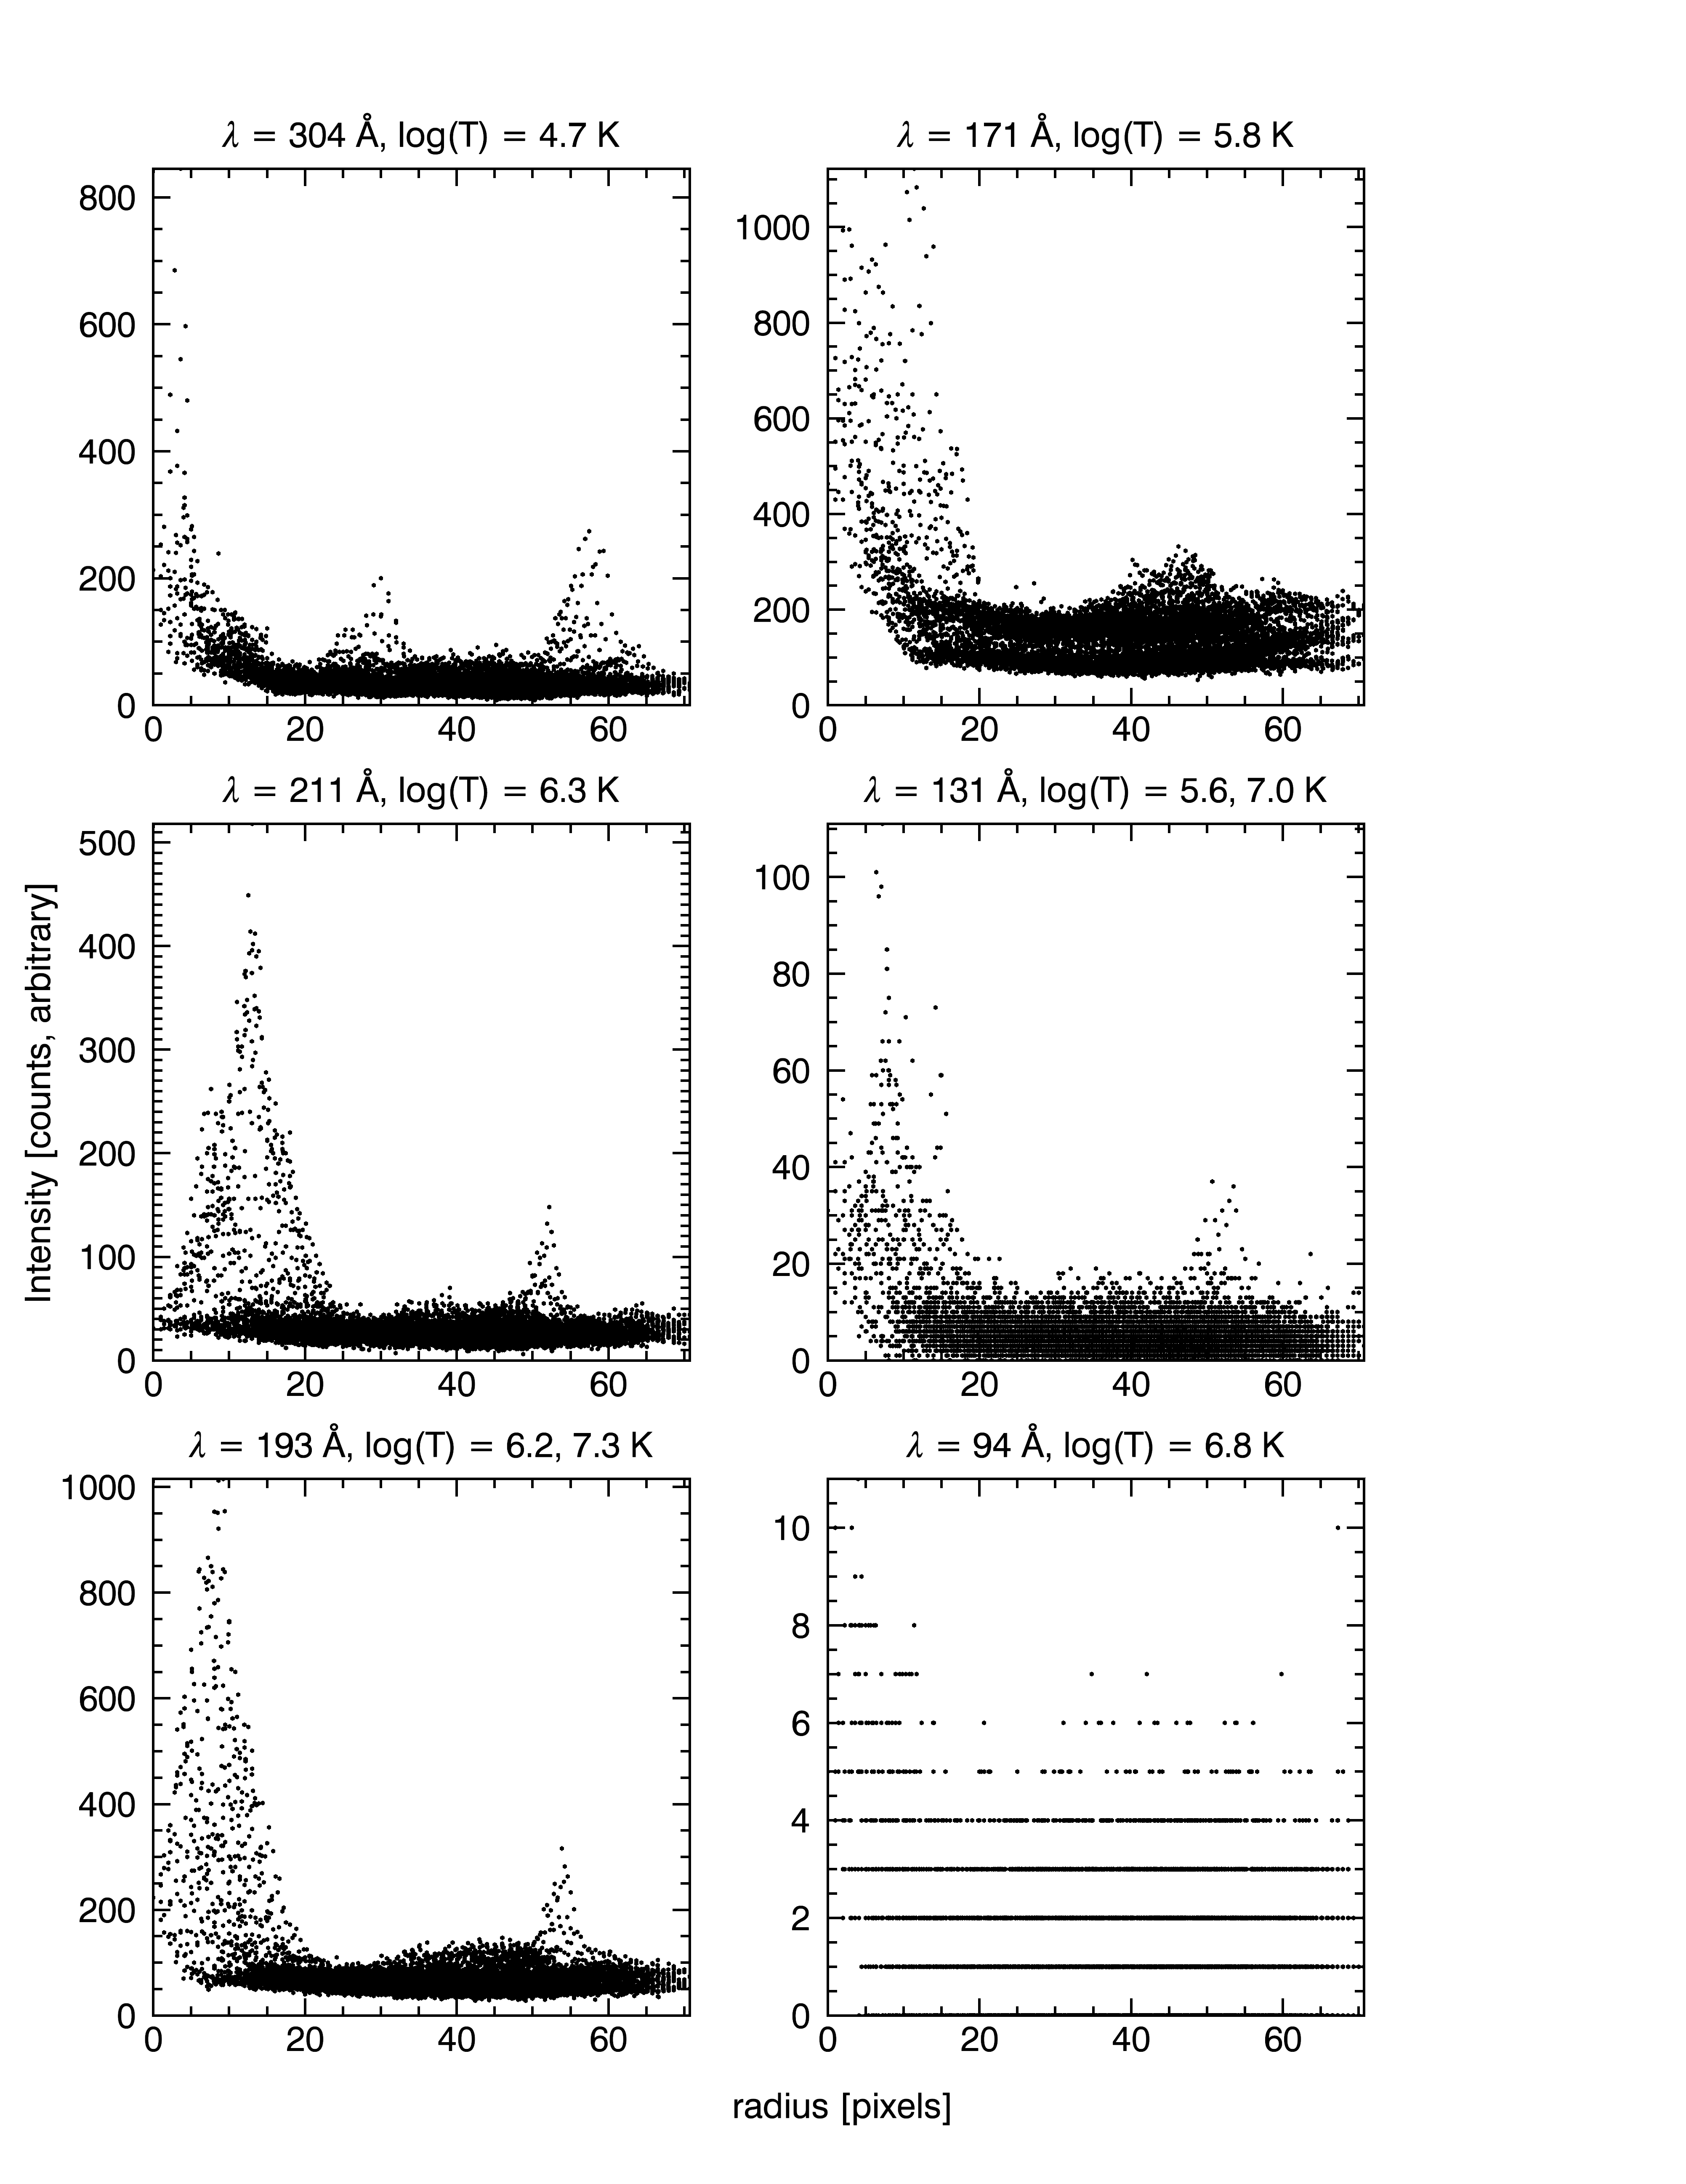 λ = 304 Å, log(T) = 4.7 K
800
600
400
200
0
0 20 40 60
λ = 171 Å, log(T) = 5.8 K
1000
800
600
400
200
0
0 20 40 60
λ = 211 Å, log(T) = 6.3 K
500
400
300
200
100
0
0 20 40 60
λ = 131 Å, log(T) = 5.6, 7.0 K
100
80
60
40
20
0
0 20 40 60
λ = 193 Å, log(T) = 6.2, 7.3 K
1000
800
600
400
200
0
0 20 40 60
λ = 94 Å, log(T) = 6.8 K
10
8
6
4
2
0
0 20 40 60
Intensity [counts, arbitrary]
radius [pixels]